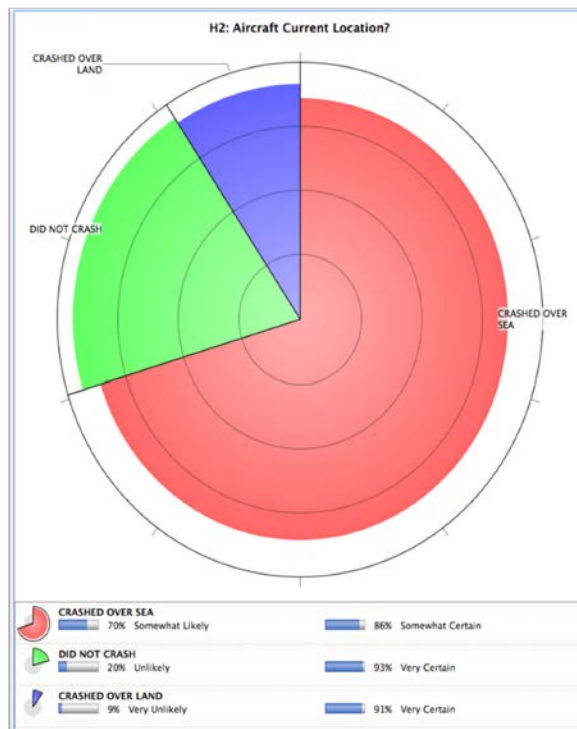 H2: Aircraft Current Location?
CRASHED OVER
LAND
DID NOT CRASH
CRASHED OVER
SEA
CRASHED OVER SEA
70% Somewhat Likely 86% Somewhat Certain
DID NOT CRASH
20% Unlikely 93% Very Certain
CRASHED OVER LAND
9% Very Unlikely 91% Very Certain